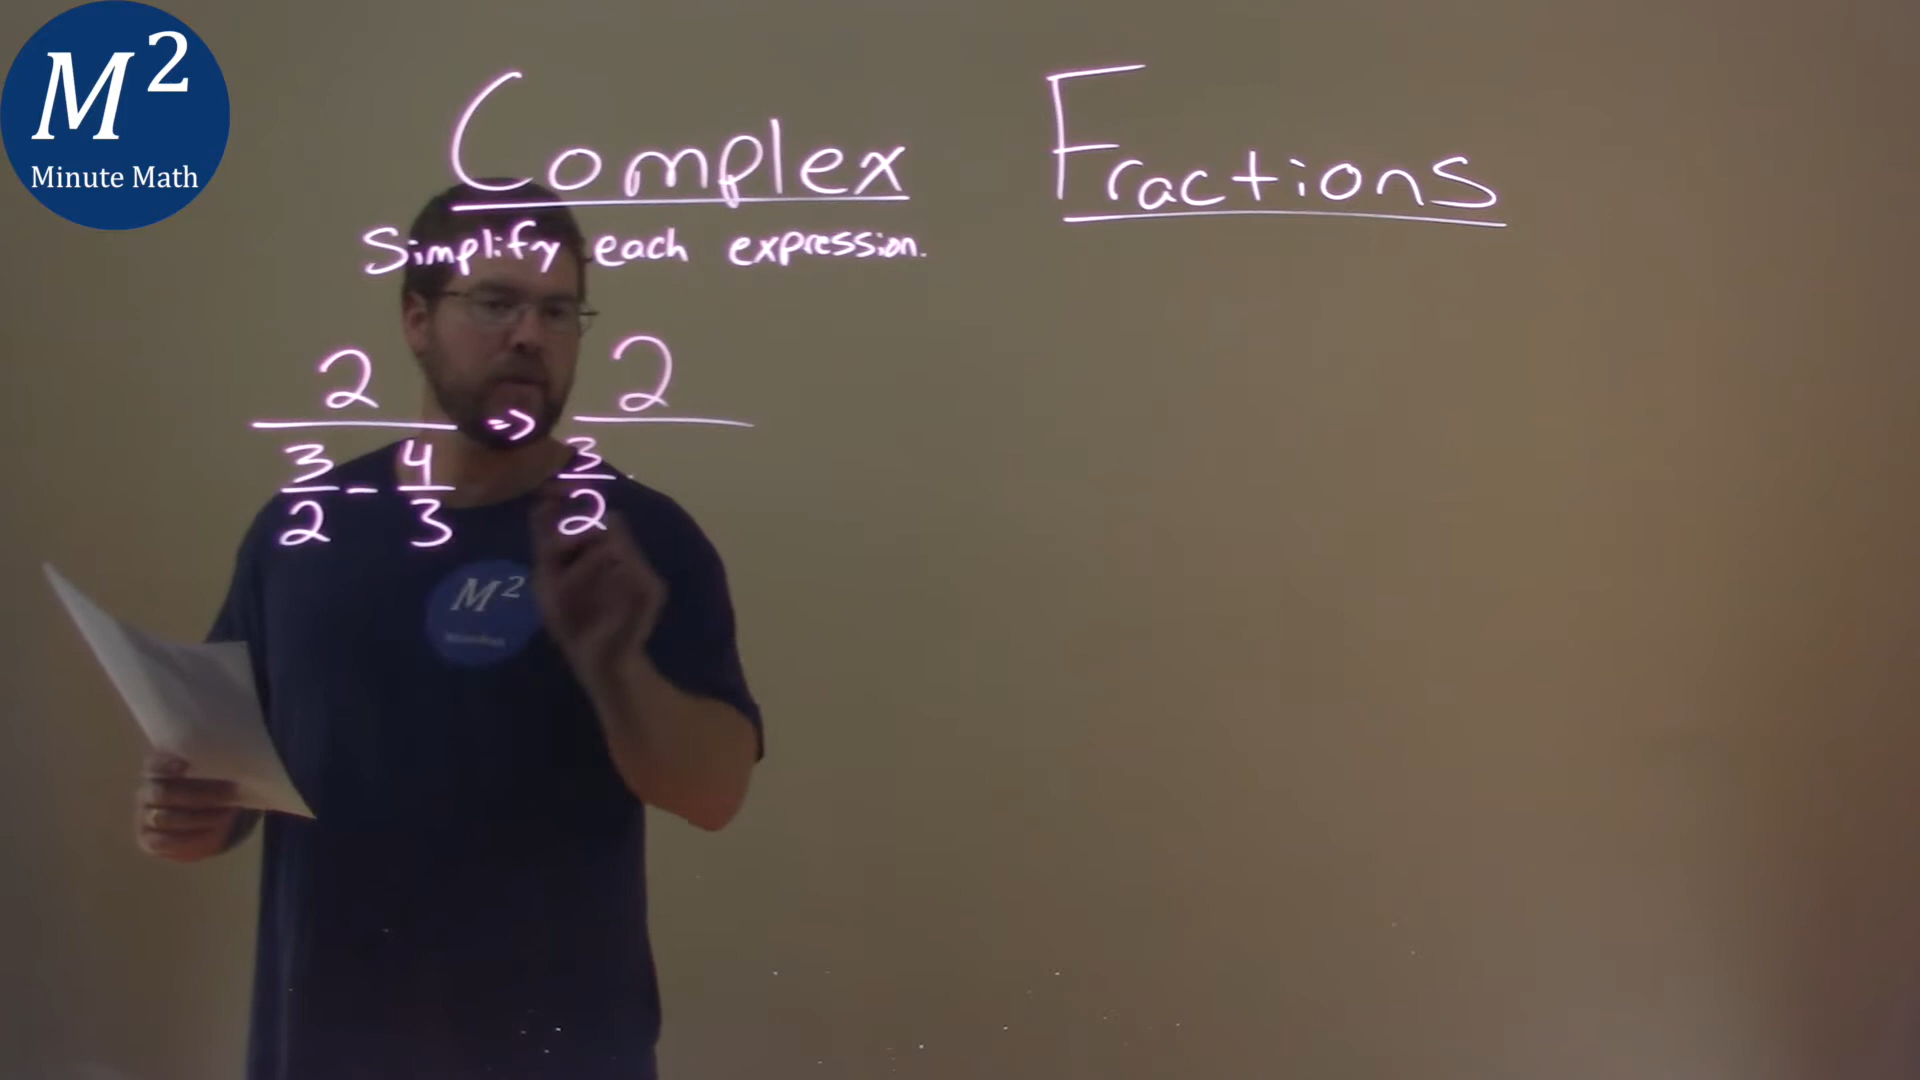 M²
Minute Math
Complex Fractions
Simplify each expression.
2 => 2
3 4 3
— - — —
2 3 2
M²